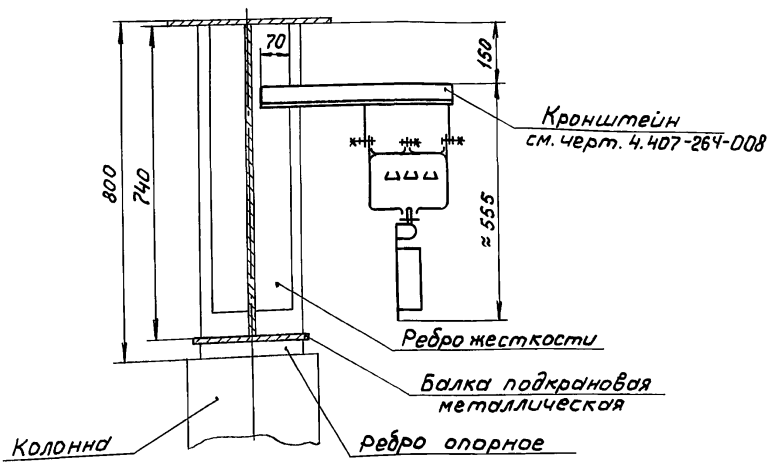 70
150
Кронштейн
см. черт. 4.407-264-008
800
740
≈555
Ребро жесткости
Балка подкрановая
металлическая
Колонна
Ребро опорное